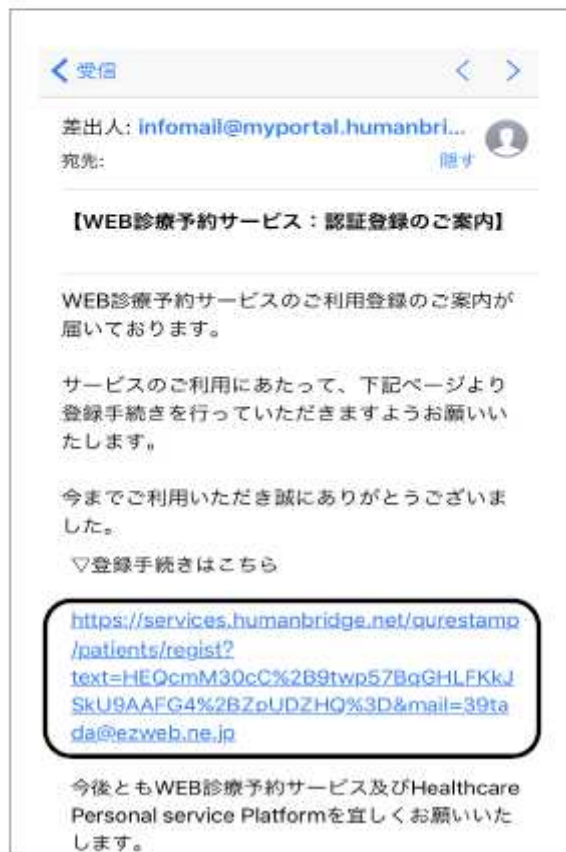 受信
差出人: infomail@myportal.humanbri...
宛先:
隠す
【WEB診療予約サービス：認証登録のご案内】
WEB診療予約サービスのご利用登録のご案内が
届いております。
サービスのご利用にあたって、下記ページより
登録手続きを行っていただきますようお願いい
たします。
今までご利用いただき誠にありがとうございま
した。
▽登録手続きはこちら
https://services.humanbridge.net/qurestamp
/patients/regist?
text=HEQcmM30cC%2B9twp57BqGHLFKkJ
SkU9AAFG4%2BZpUDZHQ%3D&mail=39ta
da@ezweb.ne.jp
今後ともWEB診療予約サービス及びHealthcare
Personal service Platformを宜しくお願いいた
します。